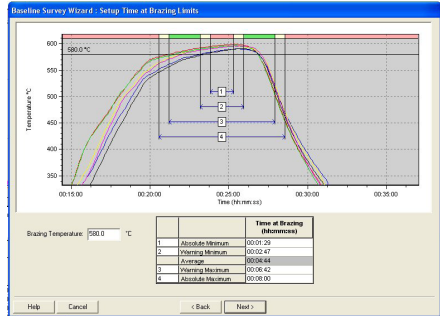 Baseline Survey Wizard : Setup Time at Brazing Limits
600
580.0 °C
550
500
450
400
350
Temperature °C
1
2
3
4
00:15:00 00:20:00 00:25:00 00:30:00 00:35:00
Time (hh:mm:ss)
Brazing Temperature: 580.0 °C
Time at Brazing (hh:mm:ss)
1 Absolute Minimum 00:01:29
2 Warning Minimum 00:02:47
Average 00:04:44
3 Warning Maximum 00:06:42
4 Absolute Maximum 00:08:00
Help Cancel < Back Next >